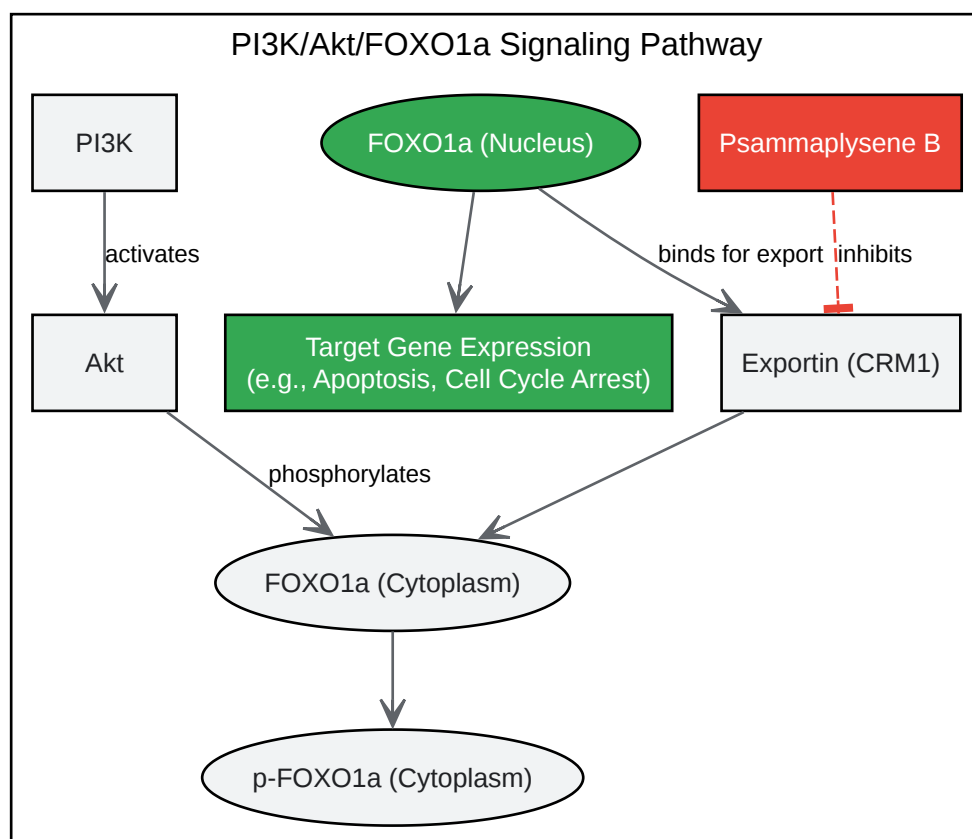 PI3K/Akt/FOXO1a Signaling Pathway
PI3K
FOXO1a (Nucleus)
Psammaplysene B
activates
binds for export
inhibits
Akt
Target Gene Expression
(e.g., Apoptosis, Cell Cycle Arrest)
Exportin (CRM1)
phosphorylates
FOXO1a (Cytoplasm)
p-FOXO1a (Cytoplasm)